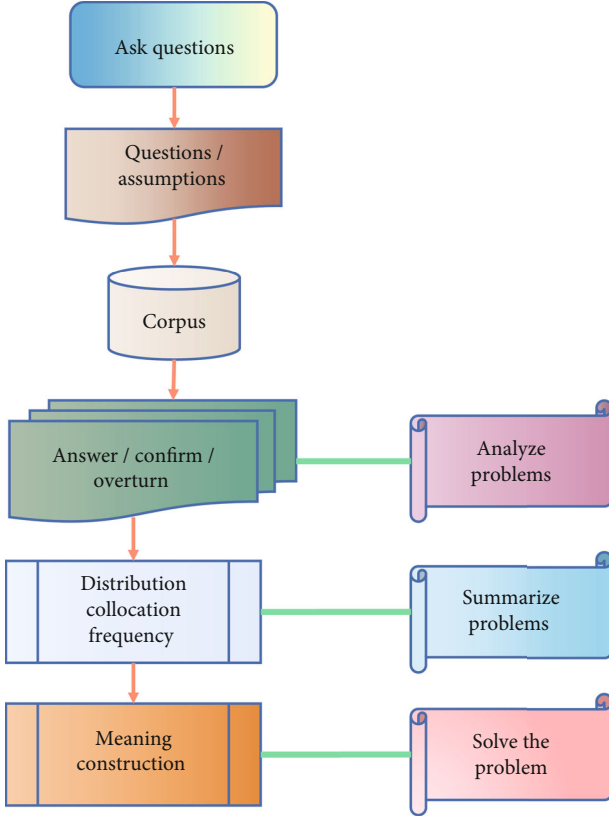 Ask questions
Questions /
assumptions
Corpus
Answer / confirm /
overturn
Analyze
problems
Distribution
collocation
frequency
Summarize
problems
Meaning
construction
Solve the
problem